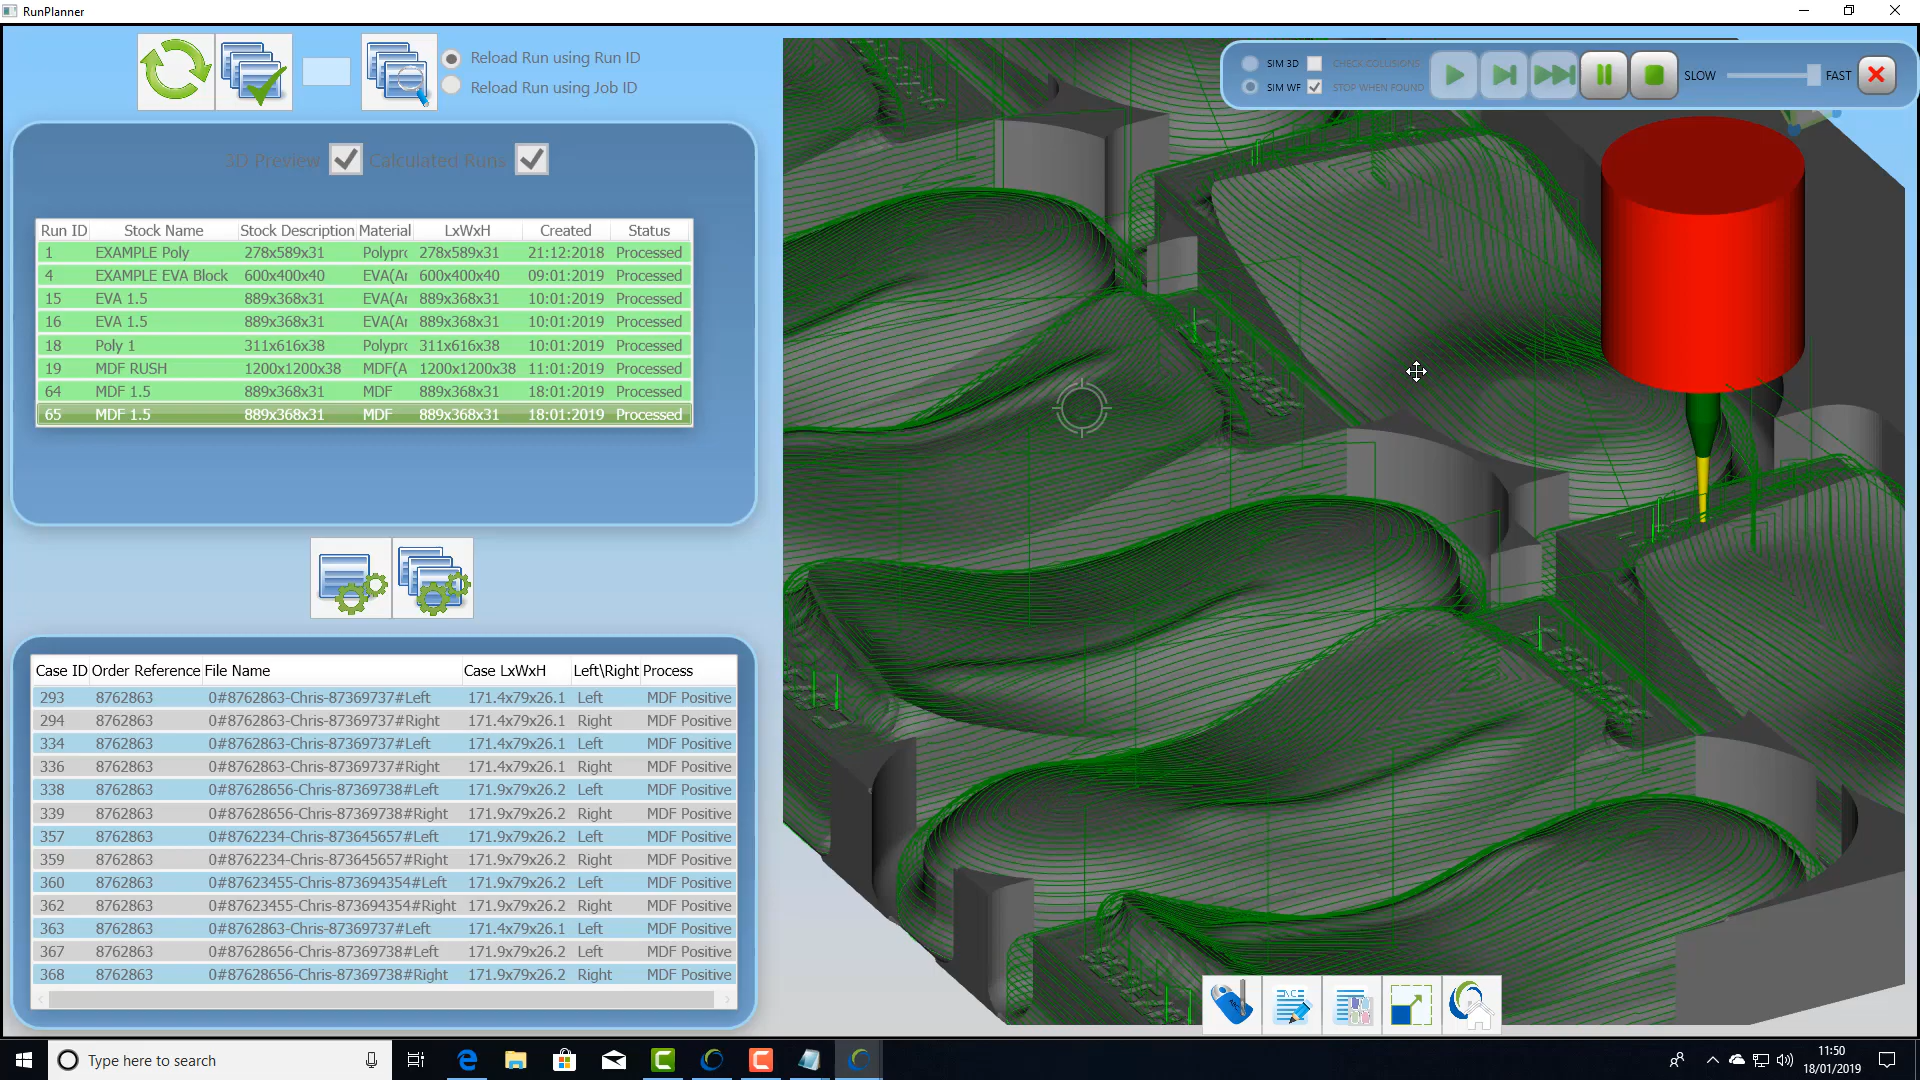 RunPlanner
Reload Run using Run ID
Reload Run using Job ID
SIM 3D CHECK COLLISIONS
SIM WF STOP WHEN FOUND
SLOW FAST
3D Preview Calculated Runs
Run ID Stock Name Stock Description Material LxWxH Created Status
1 EXAMPLE Poly 278x589x31 Polypro 278x589x31 21:12:2018 Processed
4 EXAMPLE EVA Block 600x400x40 EVA(Ar 600x400x40 09:01:2019 Processed
15 EVA 1.5 889x368x31 EVA(Ar 889x368x31 10:01:2019 Processed
16 EVA 1.5 889x368x31 EVA(Ar 889x368x31 10:01:2019 Processed
18 Poly 1 311x616x38 Polypro 311x616x38 10:01:2019 Processed
19 MDF RUSH 1200x1200x38 MDF(A 1200x1200x38 11:01:2019 Processed
64 MDF 1.5 889x368x31 MDF 889x368x31 18:01:2019 Processed
65 MDF 1.5 889x368x31 MDF 889x368x31 18:01:2019 Processed
Case ID Order Reference File Name Case LxWxH Left\Right Process
293 8762863 0#8762863-Chris-87369737#Left 171.4x79x26.1 Left MDF Positive
294 8762863 0#8762863-Chris-87369737#Right 171.4x79x26.1 Right MDF Positive
334 8762863 0#8762863-Chris-87369737#Left 171.4x79x26.1 Left MDF Positive
336 8762863 0#8762863-Chris-87369737#Right 171.4x79x26.1 Right MDF Positive
338 8762863 0#87628656-Chris-87369738#Left 171.9x79x26.2 Left MDF Positive
339 8762863 0#87628656-Chris-87369738#Right 171.9x79x26.2 Right MDF Positive
357 8762863 0#8762234-Chris-873645657#Left 171.9x79x26.2 Left MDF Positive
359 8762863 0#8762234-Chris-873645657#Right 171.9x79x26.2 Right MDF Positive
360 8762863 0#87623455-Chris-873694354#Left 171.9x79x26.2 Left MDF Positive
362 8762863 0#87623455-Chris-873694354#Right 171.9x79x26.2 Right MDF Positive
363 8762863 0#8762863-Chris-87369737#Left 171.4x79x26.1 Left MDF Positive
367 8762863 0#87628656-Chris-87369738#Left 171.9x79x26.2 Left MDF Positive
368 8762863 0#87628656-Chris-87369738#Right 171.9x79x26.2 Right MDF Positive
Type here to search
11:50
18/01/2019